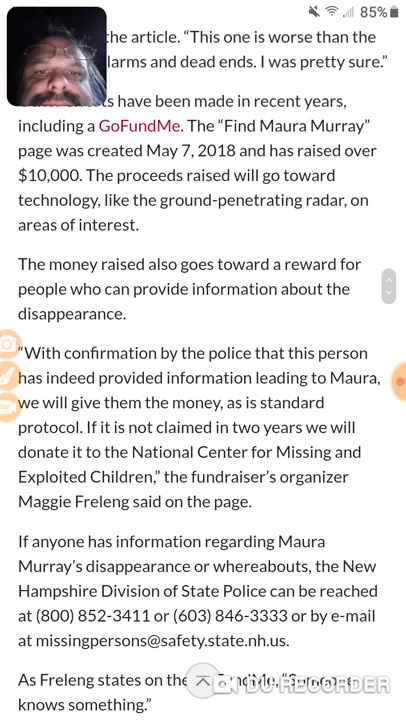 85%
the article. “This one is worse than the
larms and dead ends. I was pretty sure.”
s have been made in recent years,
including a GoFundMe. The “Find Maura Murray”
page was created May 7, 2018 and has raised over
$10,000. The proceeds raised will go toward
technology, like the ground-penetrating radar, on
areas of interest.
The money raised also goes toward a reward for
people who can provide information about the
disappearance.
“With confirmation by the police that this person
has indeed provided information leading to Maura,
we will give them the money, as is standard
protocol. If it is not claimed in two years we will
donate it to the National Center for Missing and
Exploited Children,” the fundraiser’s organizer
Maggie Freleng said on the page.
If anyone has information regarding Maura
Murray’s disappearance or whereabouts, the New
Hampshire Division of State Police can be reached
at (800) 852-3411 or (603) 846-3333 or by e-mail
at missingpersons@safety.state.nh.us.
As Freleng states on the FundMe, “Someone
knows something.”
DU RECORDER